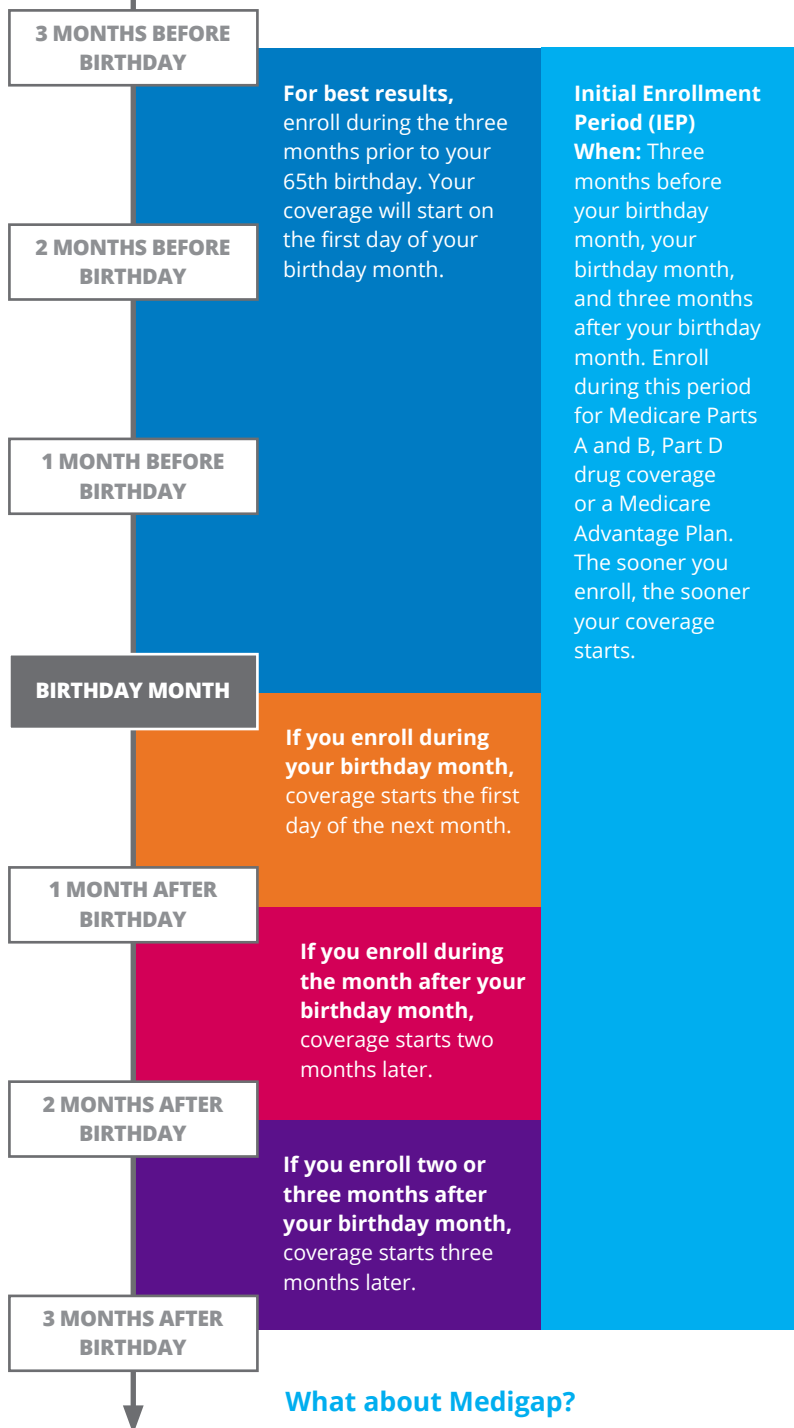 3 MONTHS BEFORE
BIRTHDAY
For best results,
enroll during the three
months prior to your
65th birthday. Your
coverage will start on
the first day of your
birthday month.
Initial Enrollment
Period (IEP)
When: Three
months before
your birthday
month, your
birthday month,
and three months
after your birthday
month. Enroll
during this period
for Medicare Parts
A and B, Part D
drug coverage
or a Medicare
Advantage Plan.
The sooner you
enroll, the sooner
your coverage
starts.
2 MONTHS BEFORE
BIRTHDAY
1 MONTH BEFORE
BIRTHDAY
BIRTHDAY MONTH
If you enroll during
your birthday month,
coverage starts the first
day of the next month.
1 MONTH AFTER
BIRTHDAY
If you enroll during
the month after your
birthday month,
coverage starts two
months later.
2 MONTHS AFTER
BIRTHDAY
If you enroll two or
three months after
your birthday month,
coverage starts three
months later.
3 MONTHS AFTER
BIRTHDAY
What about Medigap?